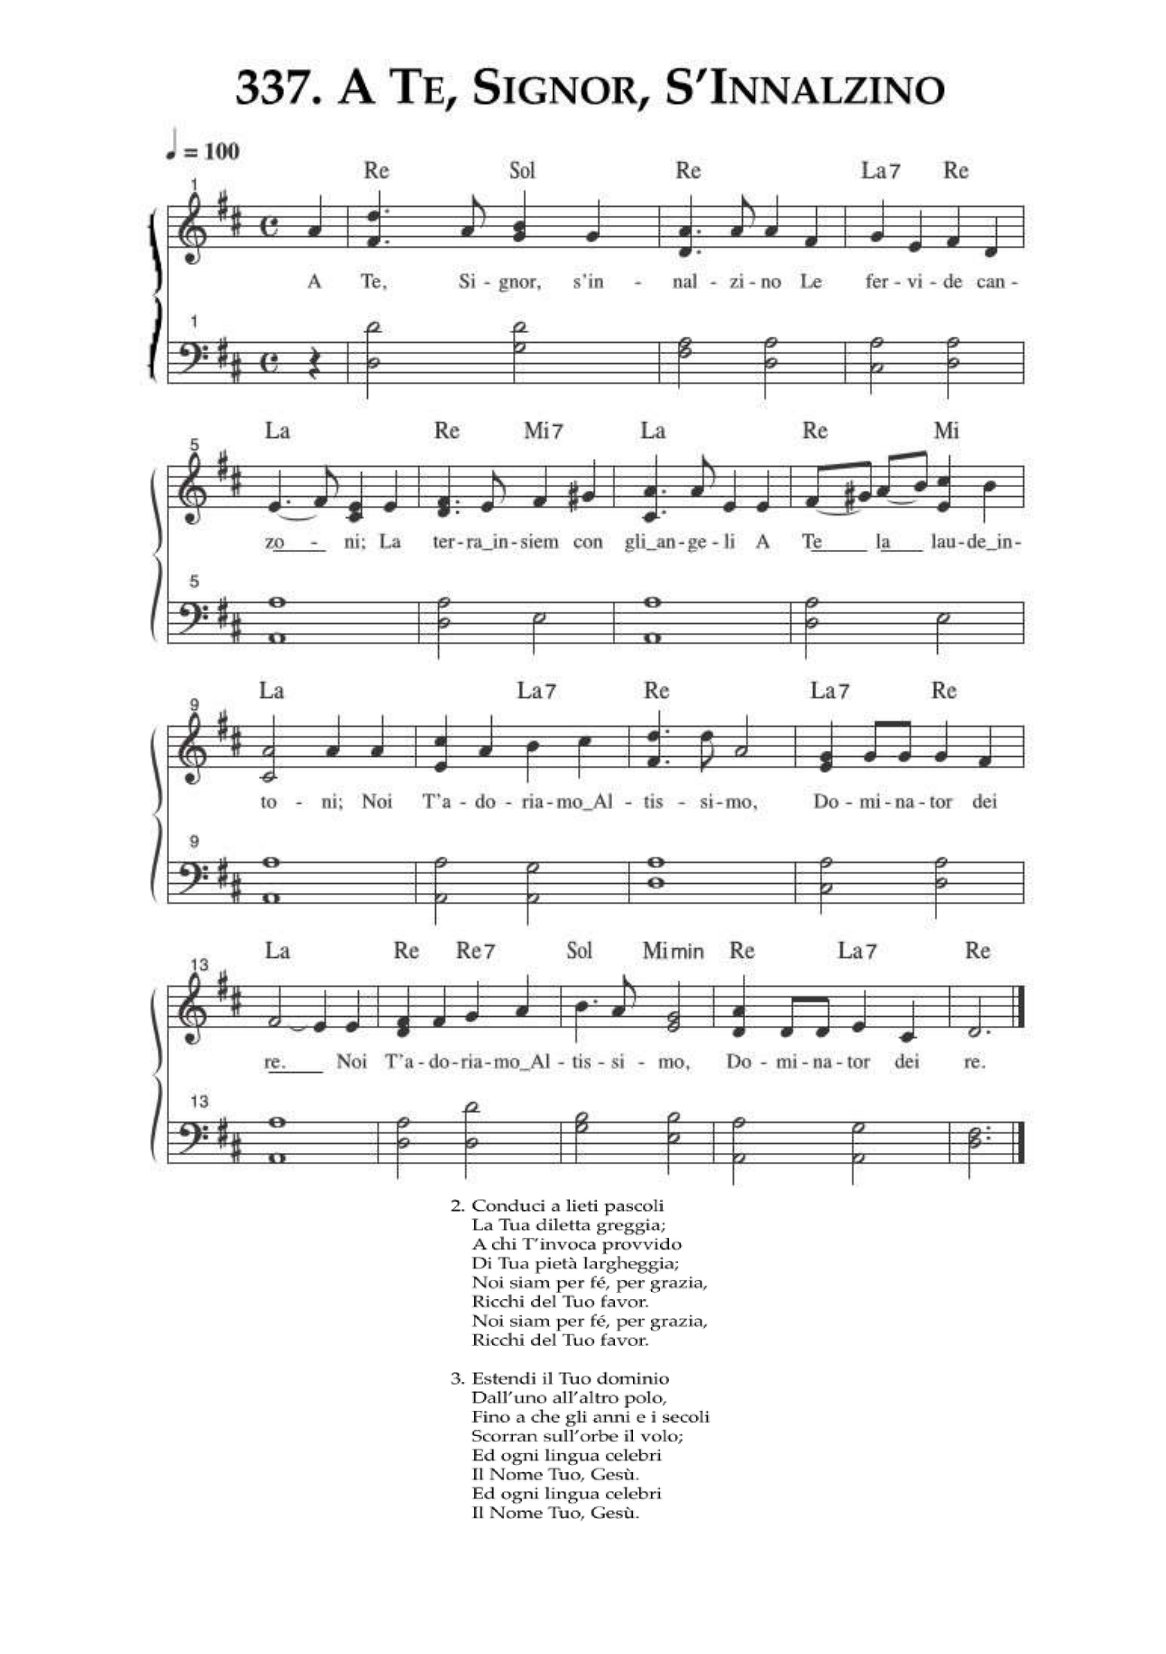 337. A TE, SIGNOR, S'INNALZINO
♩ = 100
Re Sol Re La7 Re
1
A Te, Si - gnor, s'in - nal - zi - no Le fer - vi - de can -
1
La Re Mi7 La Re Mi
5
zo - ni; La ter-ra_in-siem con gli_an-ge-li A Te la lau-de_in-
5
La La7 Re La7 Re
9
to - ni; Noi T'a - do - ria-mo_Al - tis - si-mo, Do - mi-na-tor dei
9
La Re Re7 Sol Mimin Re La7 Re
13
re. Noi T'a-do-ria-mo_Al - tis - si - mo, Do - mi-na-tor dei re.
13
2. Conduci a lieti pascoli
La Tua diletta greggia;
A chi T'invoca provvido
Di Tua pietà largheggia;
Noi siam per fé, per grazia,
Ricchi del Tuo favor.
Noi siam per fé, per grazia,
Ricchi del Tuo favor.
3. Estendi il Tuo dominio
Dall'uno all'altro polo,
Fino a che gli anni e i secoli
Scorran sull'orbe il volo;
Ed ogni lingua celebri
Il Nome Tuo, Gesù.
Ed ogni lingua celebri
Il Nome Tuo, Gesù.